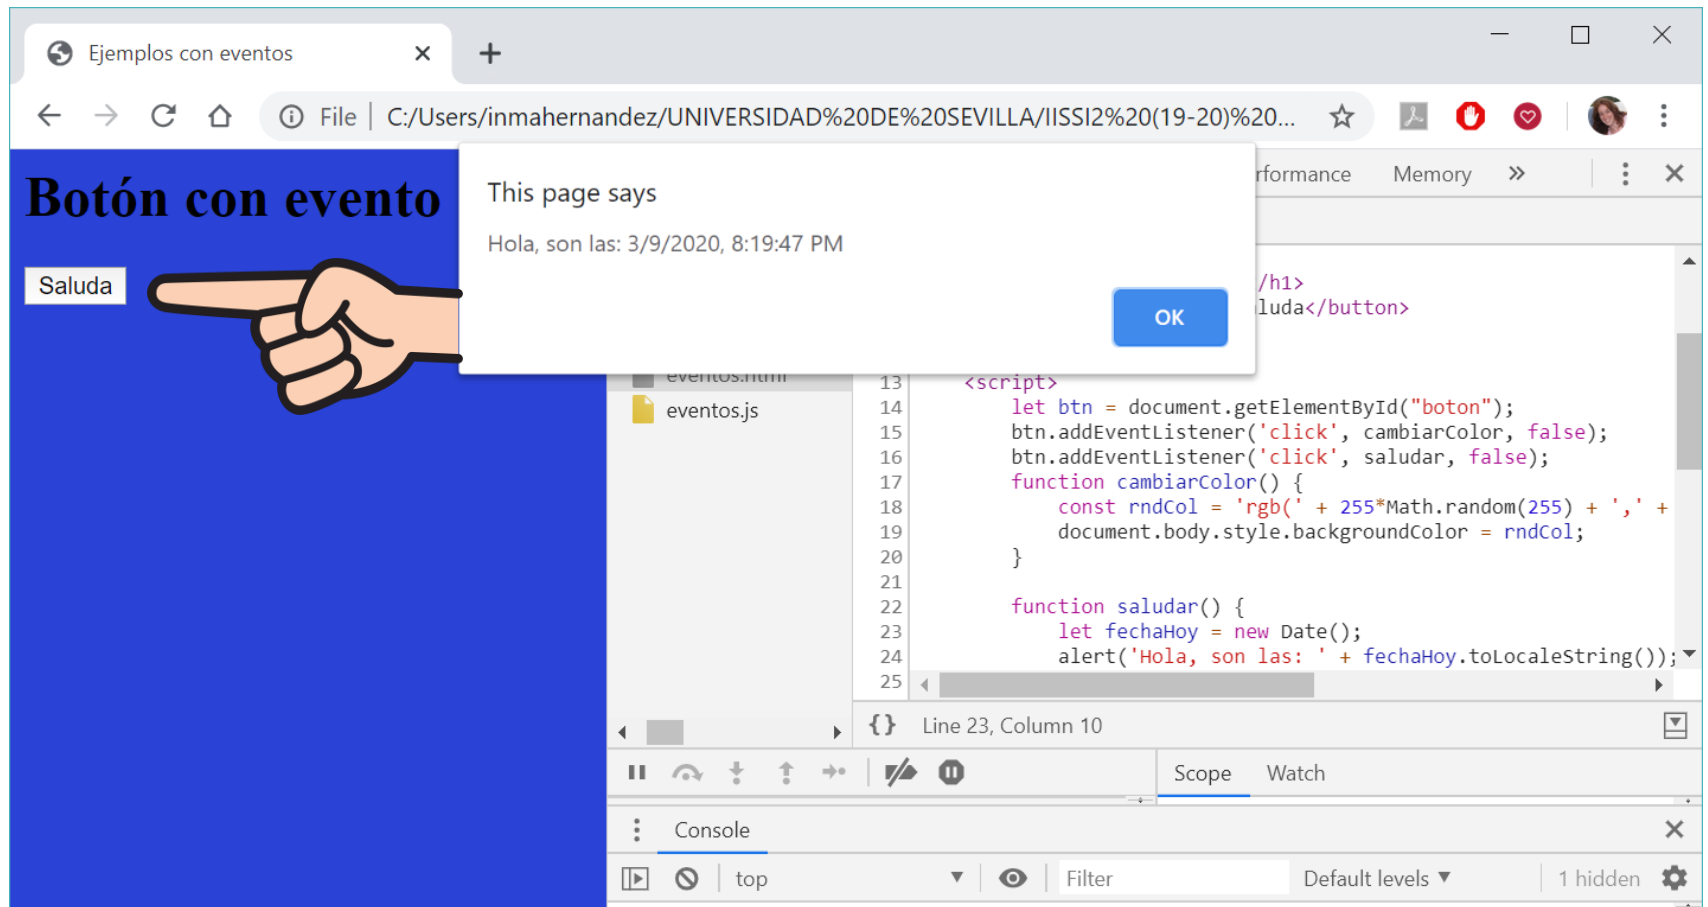 Ejemplos con eventos
File C:/Users/inmahernandez/UNIVERSIDAD%20DE%20SEVILLA/IISSI2%20(19-20)%20...
Botón con evento
Saluda
This page says
Hola, son las: 3/9/2020, 8:19:47 PM
OK
rformance Memory
/h1>
luda</button>
eventos.html
eventos.js
13 <script>
14 let btn = document.getElementById("boton");
15 btn.addEventListener('click', cambiarColor, false);
16 btn.addEventListener('click', saludar, false);
17 function cambiarColor() {
18 const rndCol = 'rgb(' + 255*Math.random(255) + ',' +
19 document.body.style.backgroundColor = rndCol;
20 }
21
22 function saludar() {
23 let fechaHoy = new Date();
24 alert('Hola, son las: ' + fechaHoy.toLocaleString());
25
{} Line 23, Column 10
Scope Watch
Console
top Filter Default levels 1 hidden